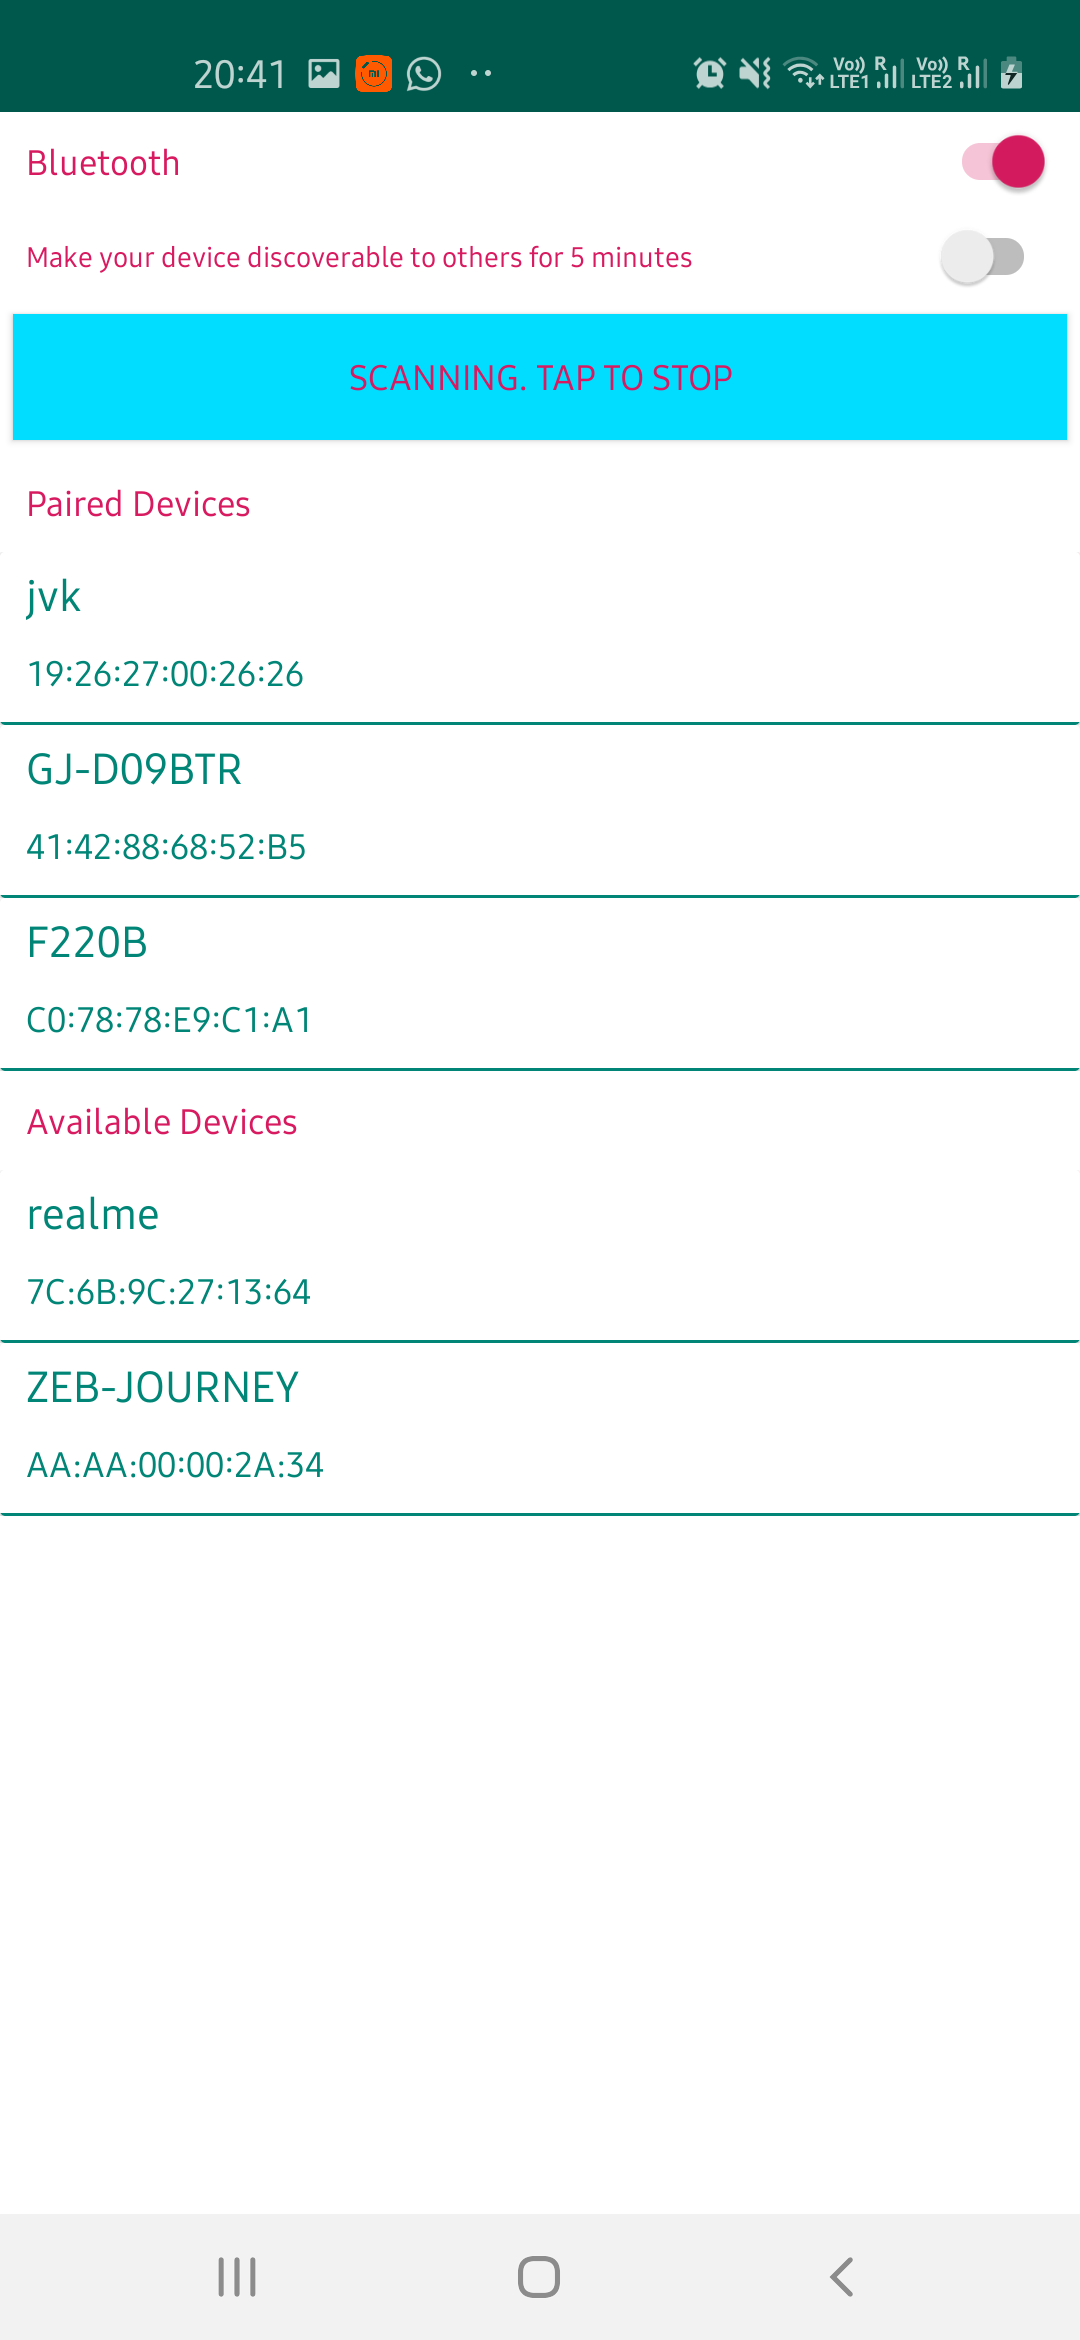 20:41
Vo)) R Vo)) R
LTE1 LTE2
Bluetooth
Make your device discoverable to others for 5 minutes
SCANNING. TAP TO STOP
Paired Devices
jvk
19:26:27:00:26:26
GJ-D09BTR
41:42:88:68:52:B5
F220B
C0:78:78:E9:C1:A1
Available Devices
realme
7C:6B:9C:27:13:64
ZEB-JOURNEY
AA:AA:00:00:2A:34